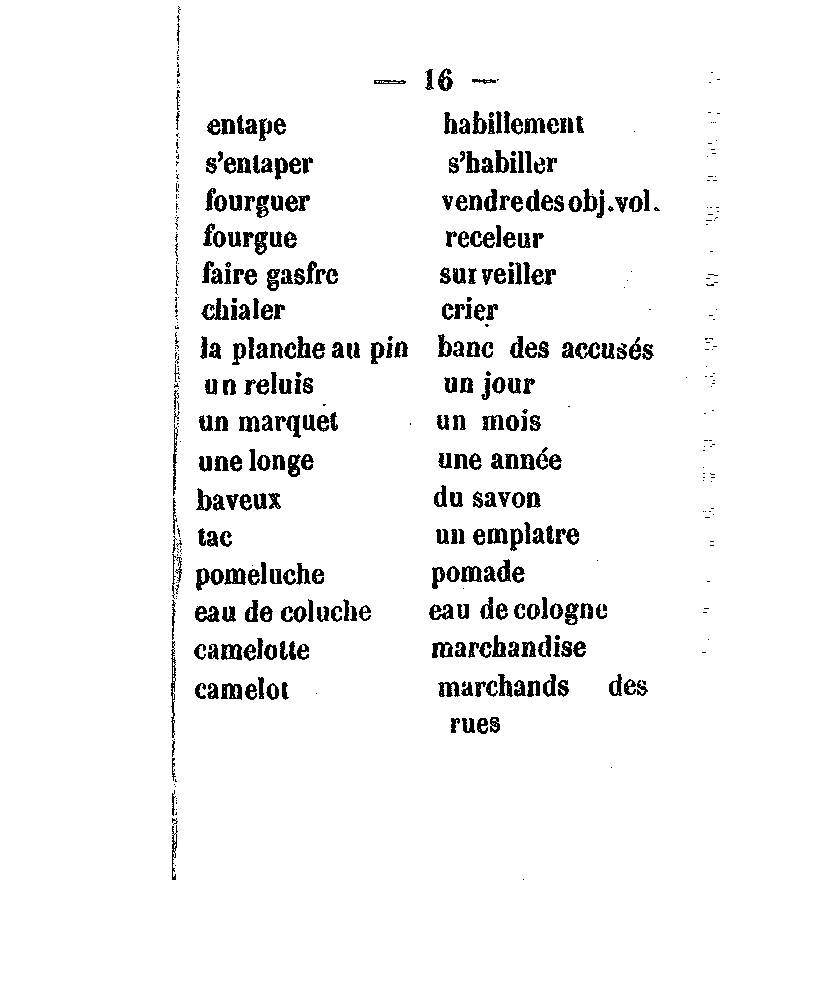 — 16 —
entape habillement
s'entaper s'habiller
fourguer vendre des obj. vol.
fourgue receleur
faire gasfre surveiller
chialer crier
la planche au pin banc des accusés
un reluis un jour
un marquet un mois
une longe une année
baveux du savon
tac un emplatre
pomeluche pomade
eau de coluche eau de cologne
camelotte marchandise
camelot marchands des
rues